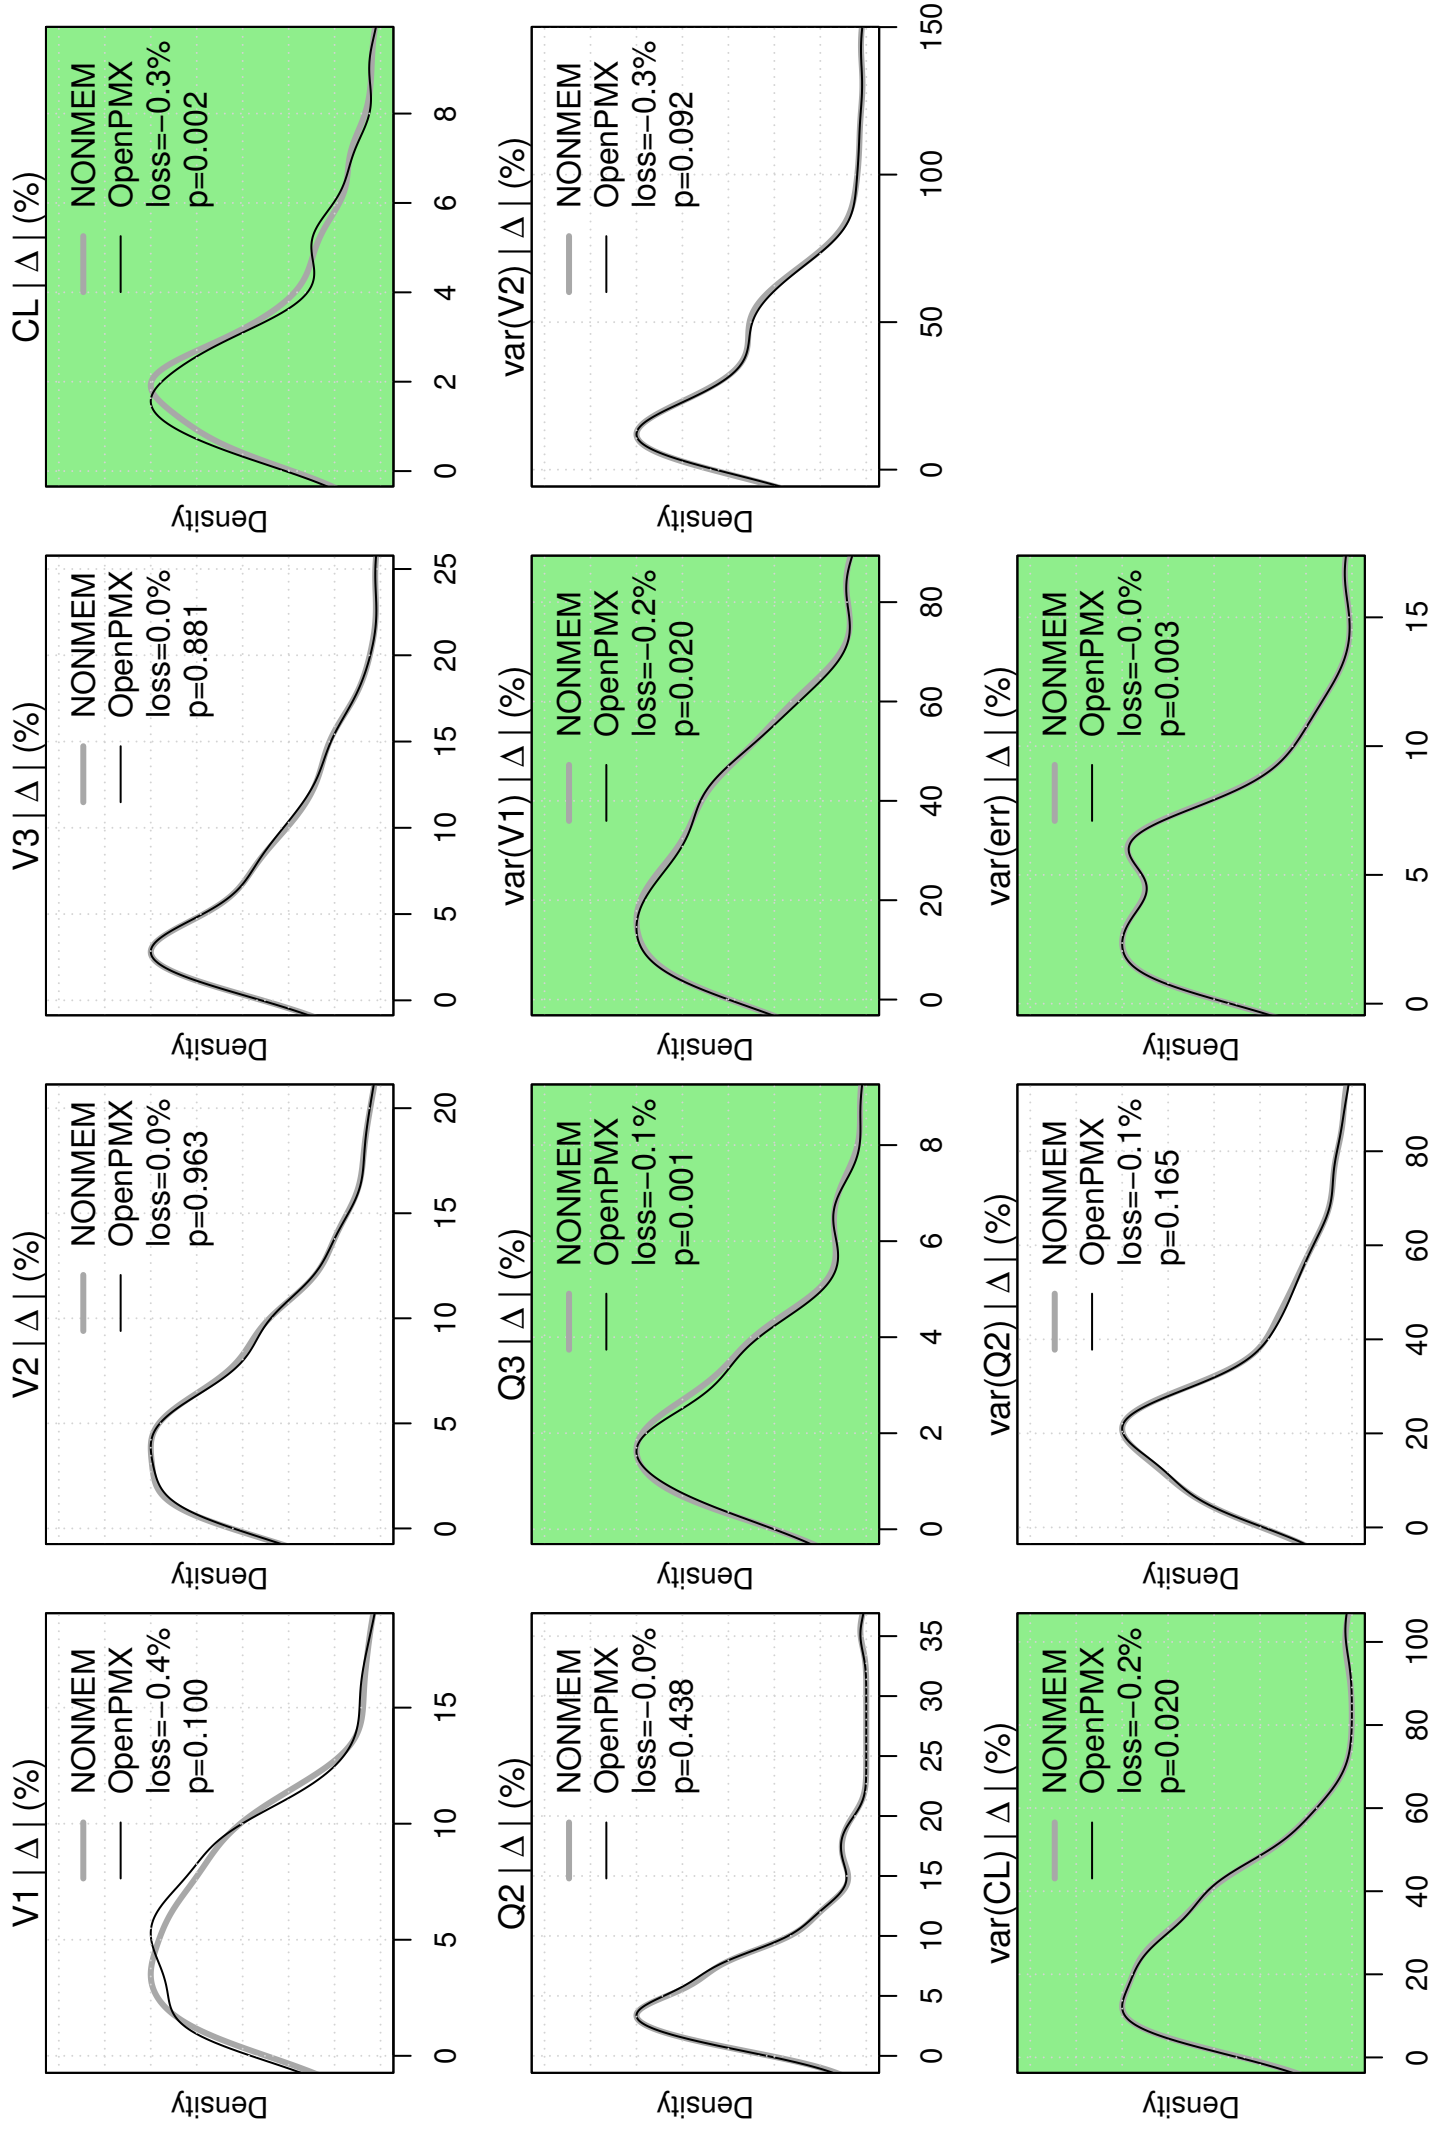 V1 | Δ | (%)
NONMEM
OpenPMX
loss=−0.4%
p=0.100
Density
0 5 10 15
V2 | Δ | (%)
NONMEM
OpenPMX
loss=0.0%
p=0.963
Density
0 5 10 15 20
V3 | Δ | (%)
NONMEM
OpenPMX
loss=0.0%
p=0.881
Density
0 5 10 15 20 25
CL | Δ | (%)
NONMEM
OpenPMX
loss=−0.3%
p=0.002
Density
0 2 4 6 8
Q2 | Δ | (%)
NONMEM
OpenPMX
loss=−0.0%
p=0.438
Density
0 5 10 15 20 25 30 35
Q3 | Δ | (%)
NONMEM
OpenPMX
loss=−0.1%
p=0.001
Density
0 2 4 6 8
var(V1) | Δ | (%)
NONMEM
OpenPMX
loss=−0.2%
p=0.020
Density
0 20 40 60 80
var(V2) | Δ | (%)
NONMEM
OpenPMX
loss=−0.3%
p=0.092
Density
0 50 100 150
var(CL) | Δ | (%)
NONMEM
OpenPMX
loss=−0.2%
p=0.020
Density
0 20 40 60 80 100
var(Q2) | Δ | (%)
NONMEM
OpenPMX
loss=−0.1%
p=0.165
Density
0 20 40 60 80
var(err) | Δ | (%)
NONMEM
OpenPMX
loss=−0.0%
p=0.003
Density
0 5 10 15